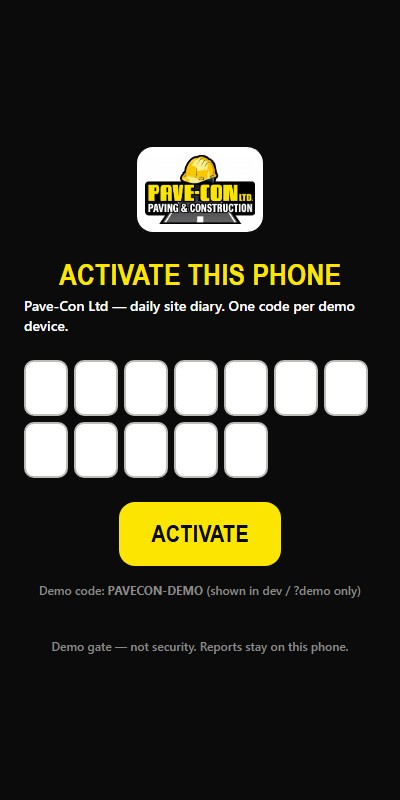 PAVE-CON LTD.
PAVING & CONSTRUCTION
ACTIVATE THIS PHONE
Pave-Con Ltd — daily site diary. One code per demo
device.
ACTIVATE
Demo code: PAVECON-DEMO (shown in dev / ?demo only)
Demo gate — not security. Reports stay on this phone.